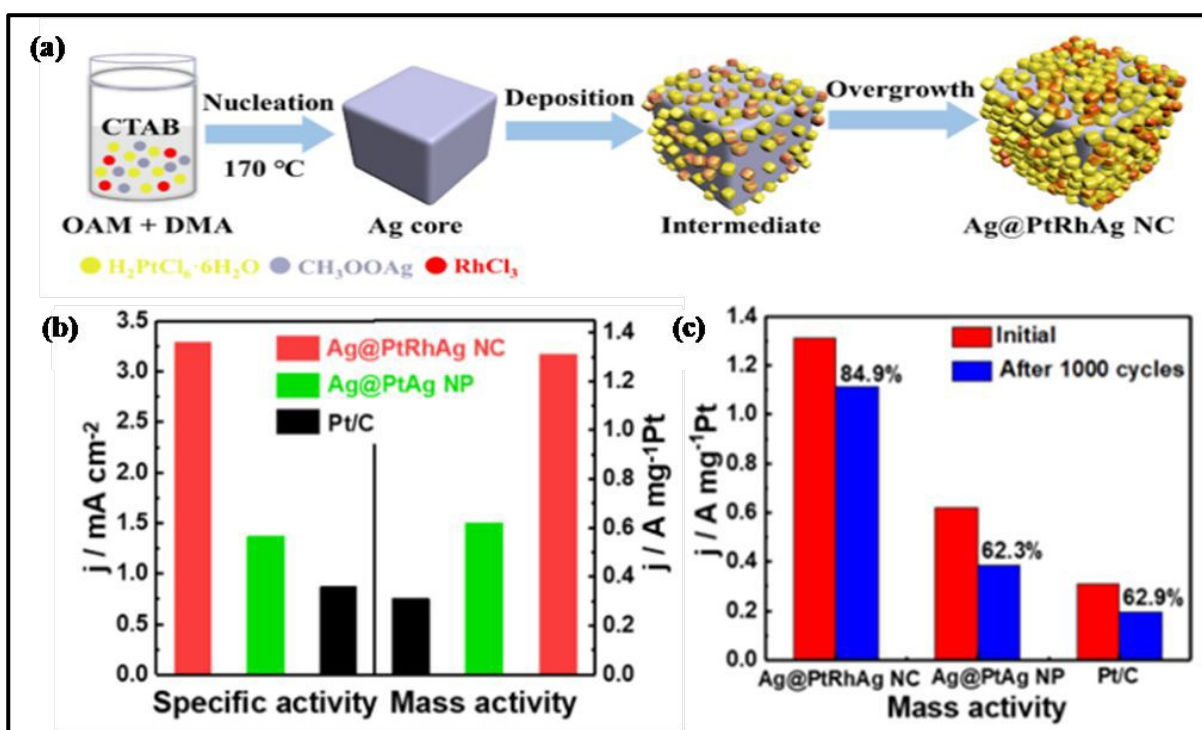 (a)
CTAB
OAM + DMA
Nucleation
170 °C
Ag core
Deposition
Intermediate
Overgrowth
Ag@PtRhAg NC
H₂PtCl₆·6H₂O CH₃OOAg RhCl₃
(b)
j / mA cm⁻²
3.5
3.0
2.5
2.0
1.5
1.0
0.5
0.0
Ag@PtRhAg NC
Ag@PtAg NP
Pt/C
1.4
1.2
1.0
0.8
0.6
0.4
0.2
0.0
j / A mg⁻¹Pt
Specific activity Mass activity
(c)
j / A mg⁻¹Pt
1.4
1.2
1.0
0.8
0.6
0.4
0.2
0.0
Initial
After 1000 cycles
84.9%
62.3%
62.9%
Ag@PtRhAg NC Ag@PtAg NP Pt/C
Mass activity